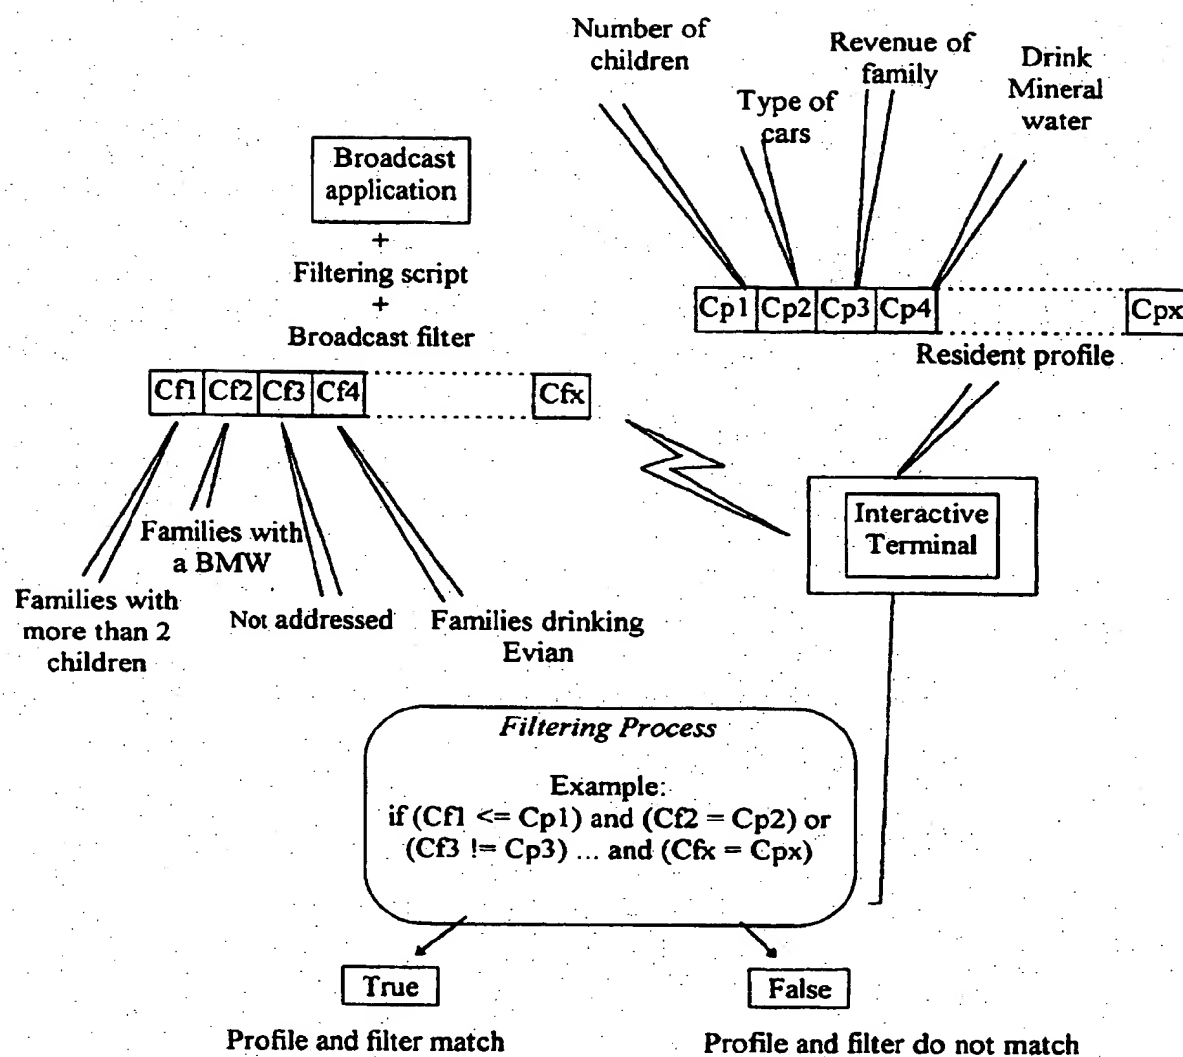 Number of
children
Revenue of
family
Type of
cars
Drink
Mineral
water
Broadcast
application
+
Filtering script
+
Broadcast filter
Cp1 Cp2 Cp3 Cp4 Cpx
Resident profile
Cf1 Cf2 Cf3 Cf4 Cfx
Families with
a BMW
Families with
more than 2
children
Not addressed
Families drinking
Evian
Interactive
Terminal
Filtering Process
Example:
if (Cf1 <= Cp1) and (Cf2 = Cp2) or
(Cf3 != Cp3) ... and (Cfx = Cpx)
True
False
Profile and filter match
Profile and filter do not match